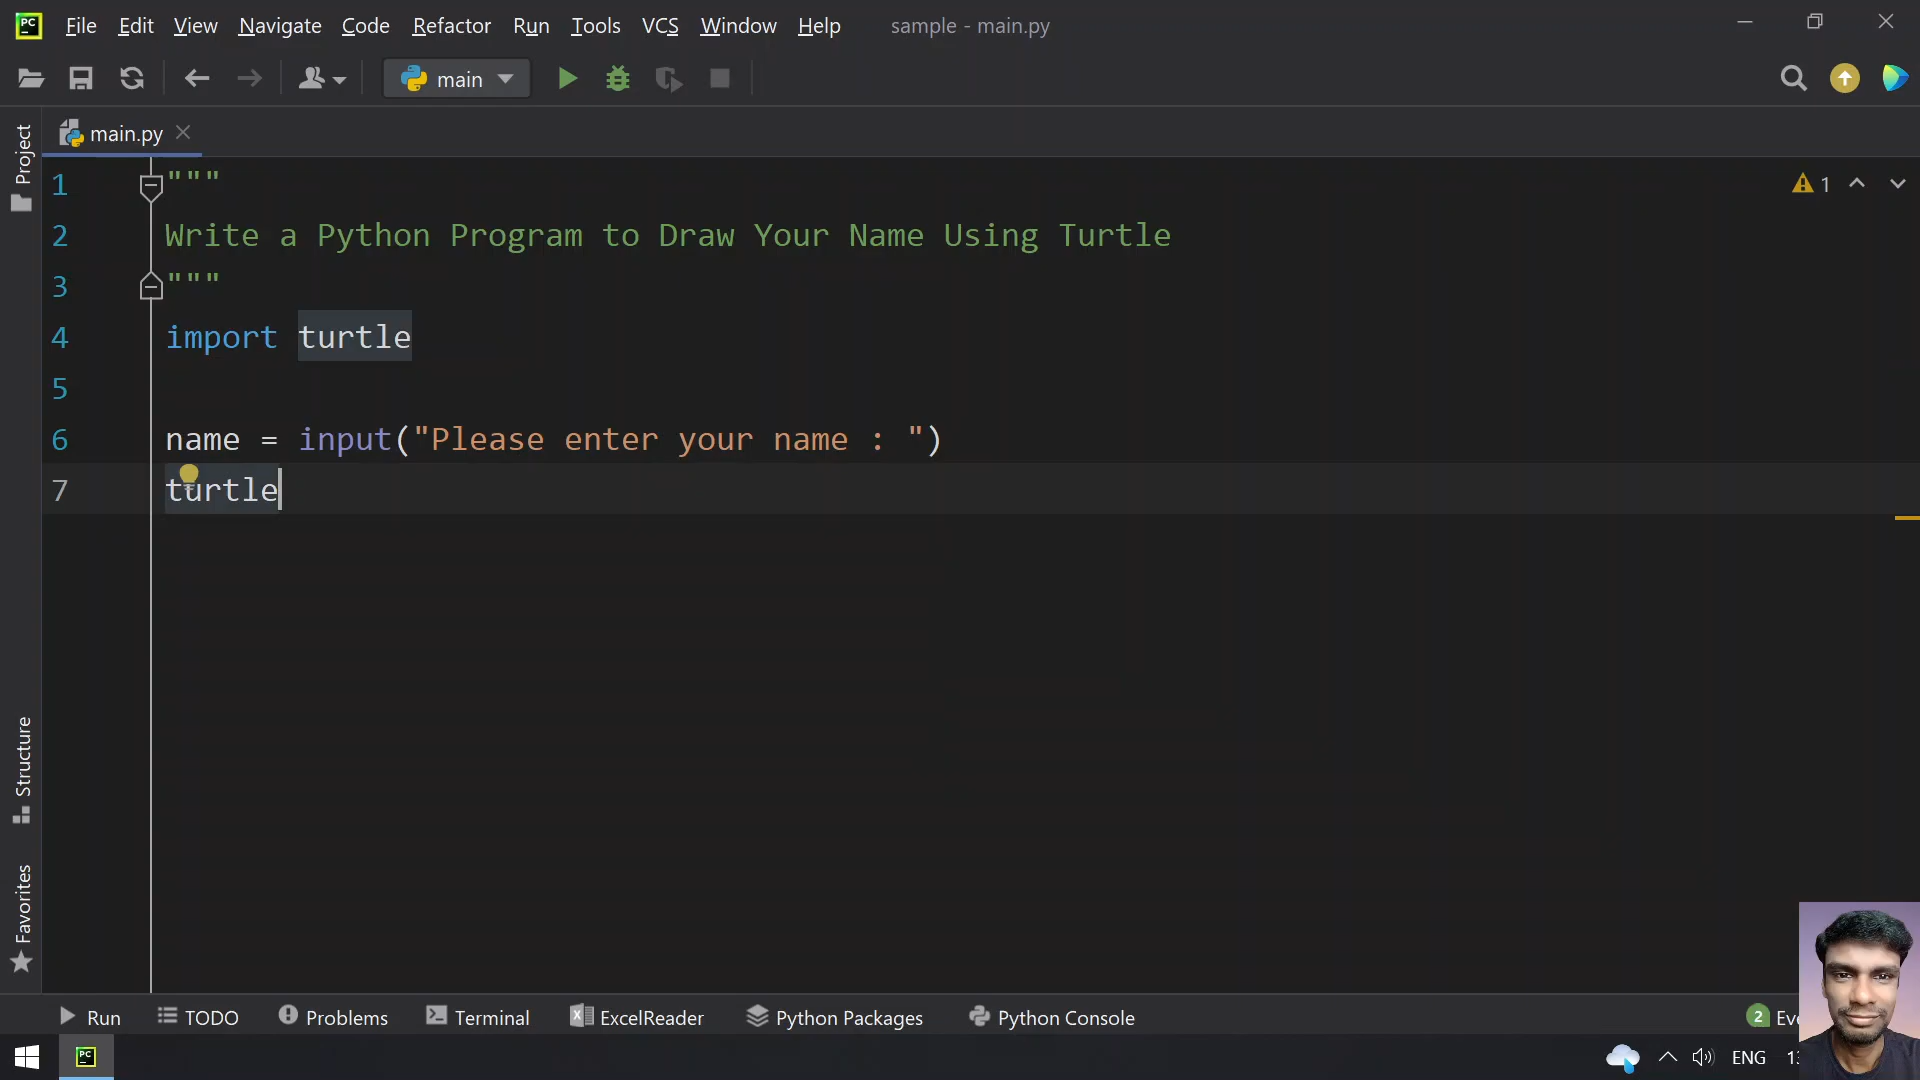 PC File Edit View Navigate Code Refactor Run Tools VCS Window Help sample - main.py
main
Project
main.py
1 """ 1
2 Write a Python Program to Draw Your Name Using Turtle
3 """
4 import turtle
5
6 name = input("Please enter your name : ")
7 turtle
Structure
Favorites
Run TODO Problems Terminal ExcelReader Python Packages Python Console 2
PC ENG